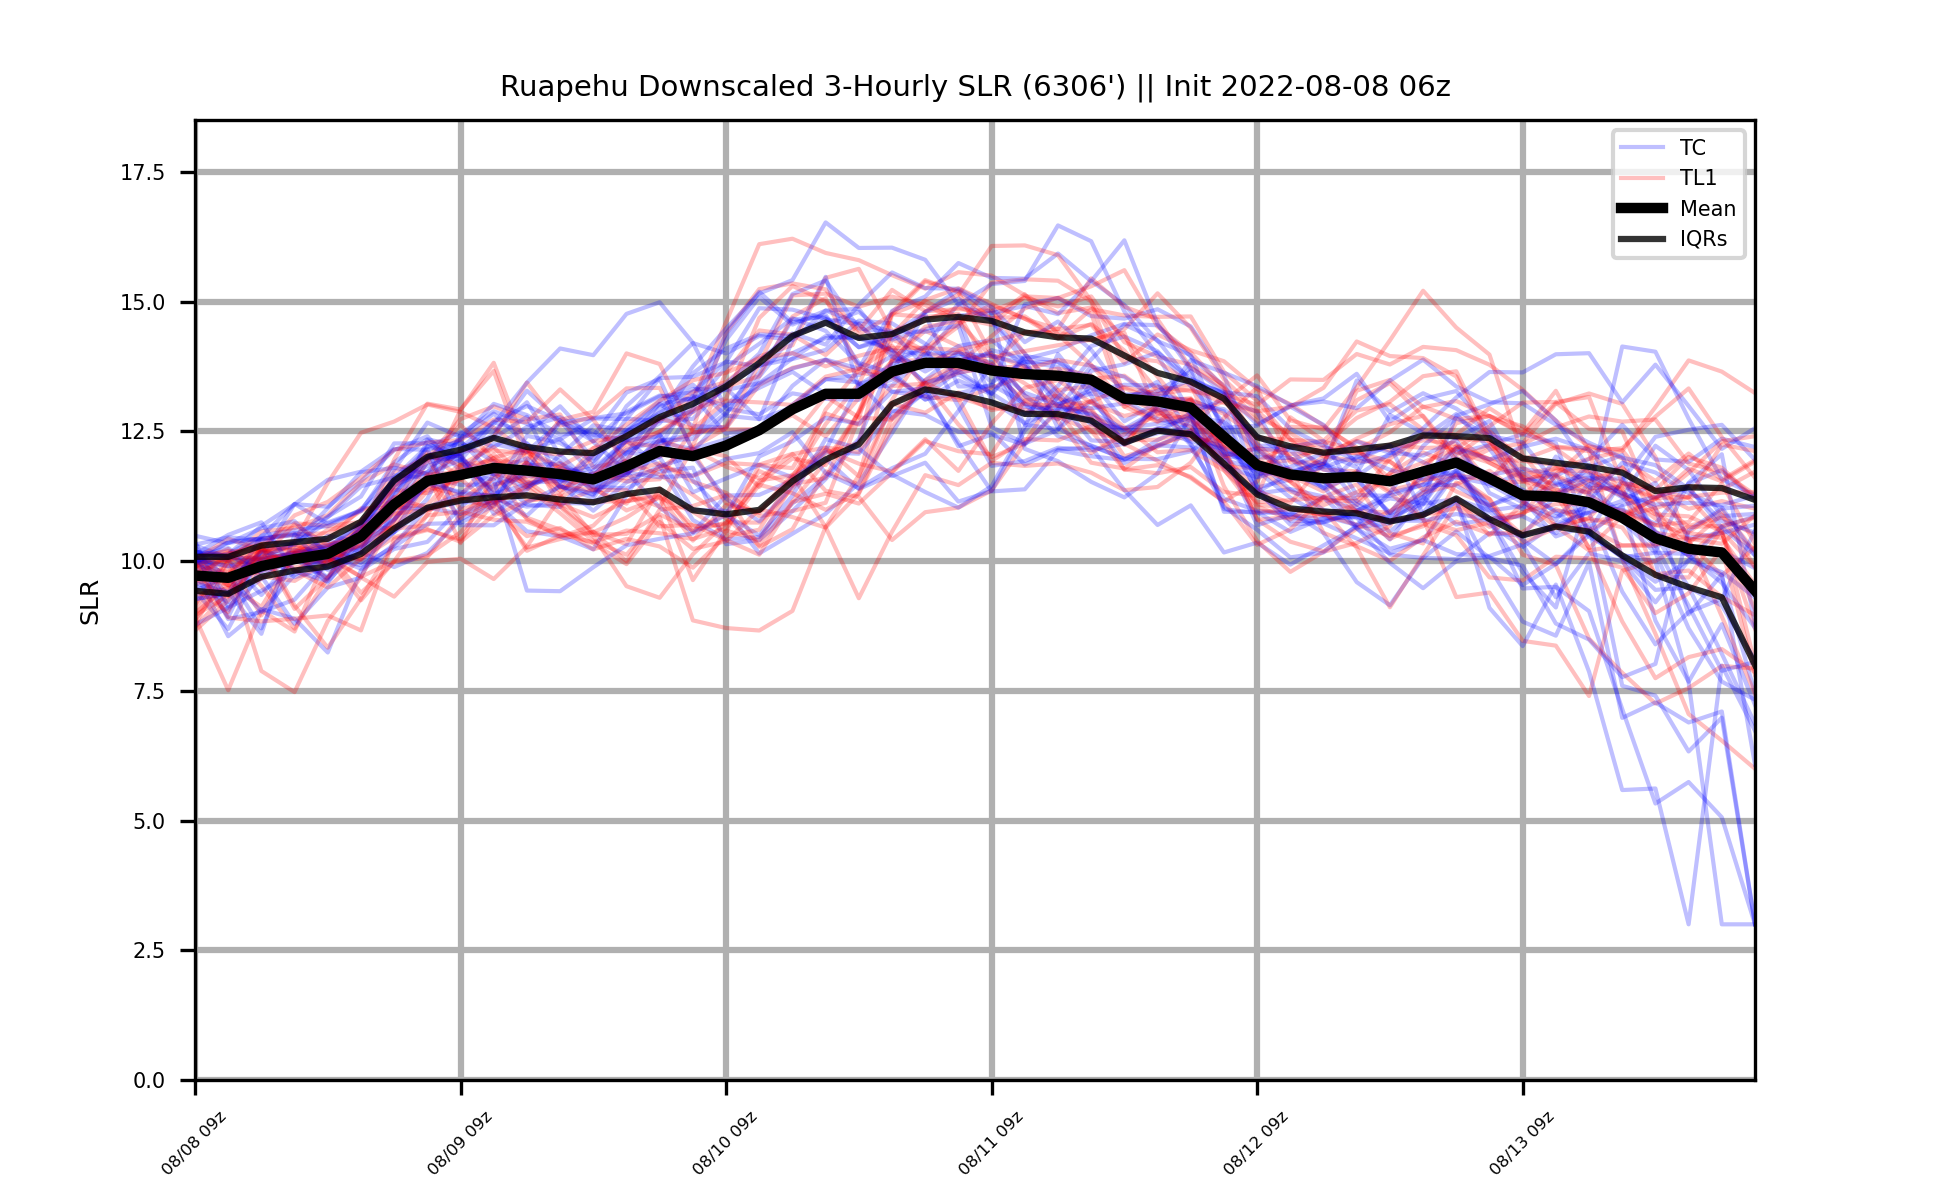 Ruapehu Downscaled 3-Hourly SLR (6306') || Init 2022-08-08 06z
TC
TL1
Mean
IQRs
SLR
17.5
15.0
12.5
10.0
7.5
5.0
2.5
0.0
08/08 09z
08/09 09z
08/10 09z
08/11 09z
08/12 09z
08/13 09z